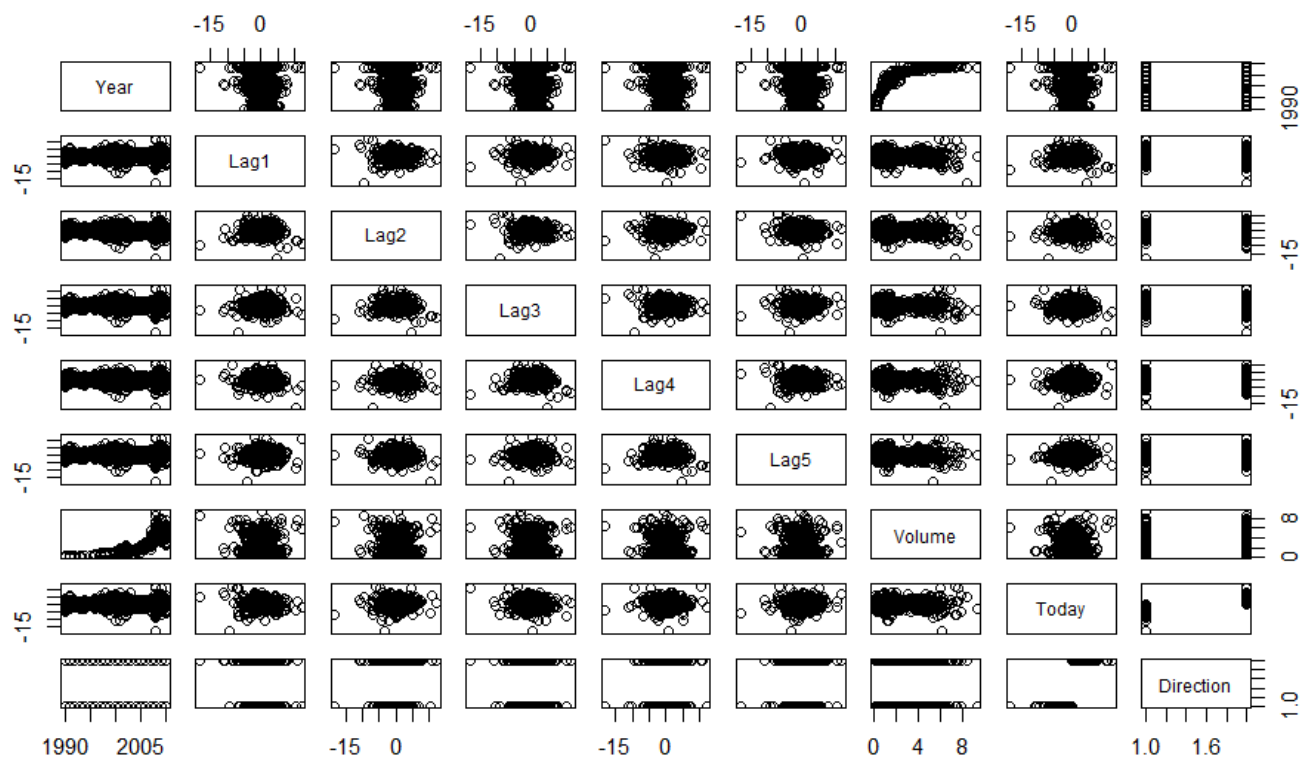 -15 0 -15 0 -15 0 -15 0
Year 1990
-15 Lag1
Lag2 -15
-15 Lag3
Lag4 -15
-15 Lag5
Volume 0 8
-15 Today
Direction 1.0
1990 2005 -15 0 -15 0 0 4 8 1.0 1.6